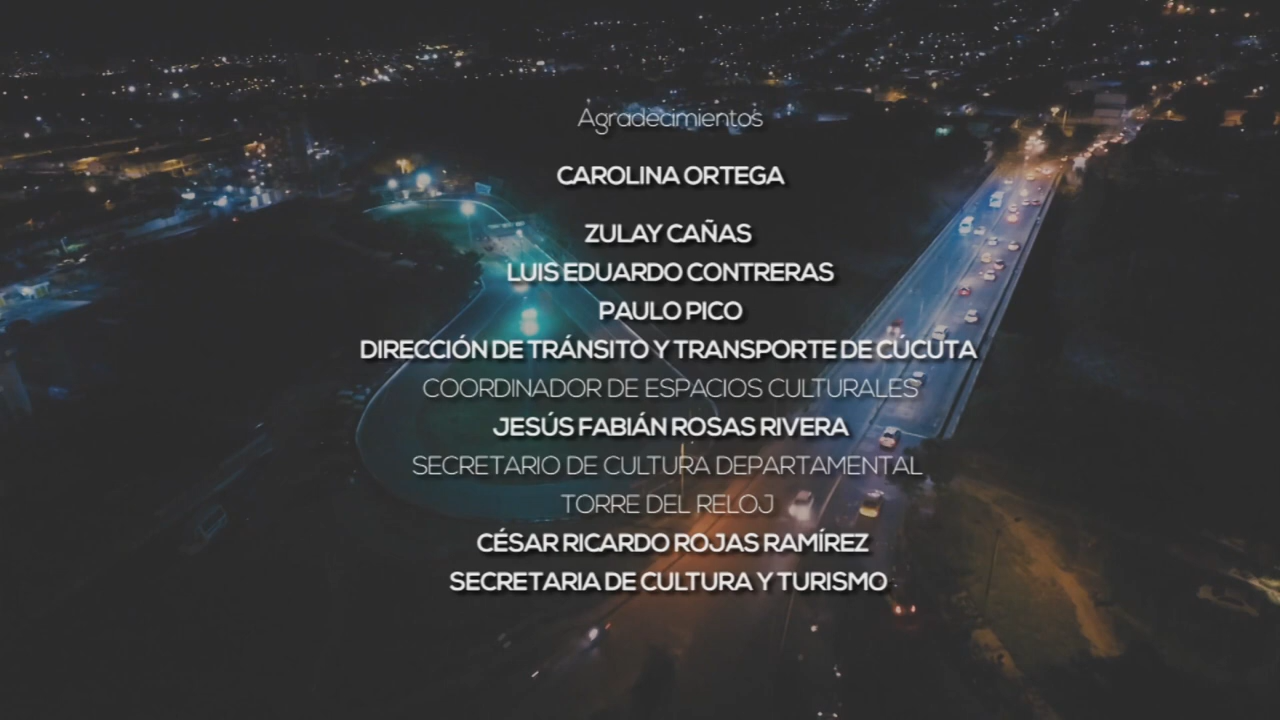 Agradecimientos
CAROLINA ORTEGA
ZULAY CAÑAS
LUIS EDUARDO CONTRERAS
PAULO PICO
DIRECCIÓN DE TRÁNSITO Y TRANSPORTE DE CÚCUTA
COORDINADOR DE ESPACIOS CULTURALES
JESÚS FABIÁN ROSAS RIVERA
SECRETARIO DE CULTURA DEPARTAMENTAL
TORRE DEL RELOJ
CÉSAR RICARDO ROJAS RAMÍREZ
SECRETARIA DE CULTURA Y TURISMO